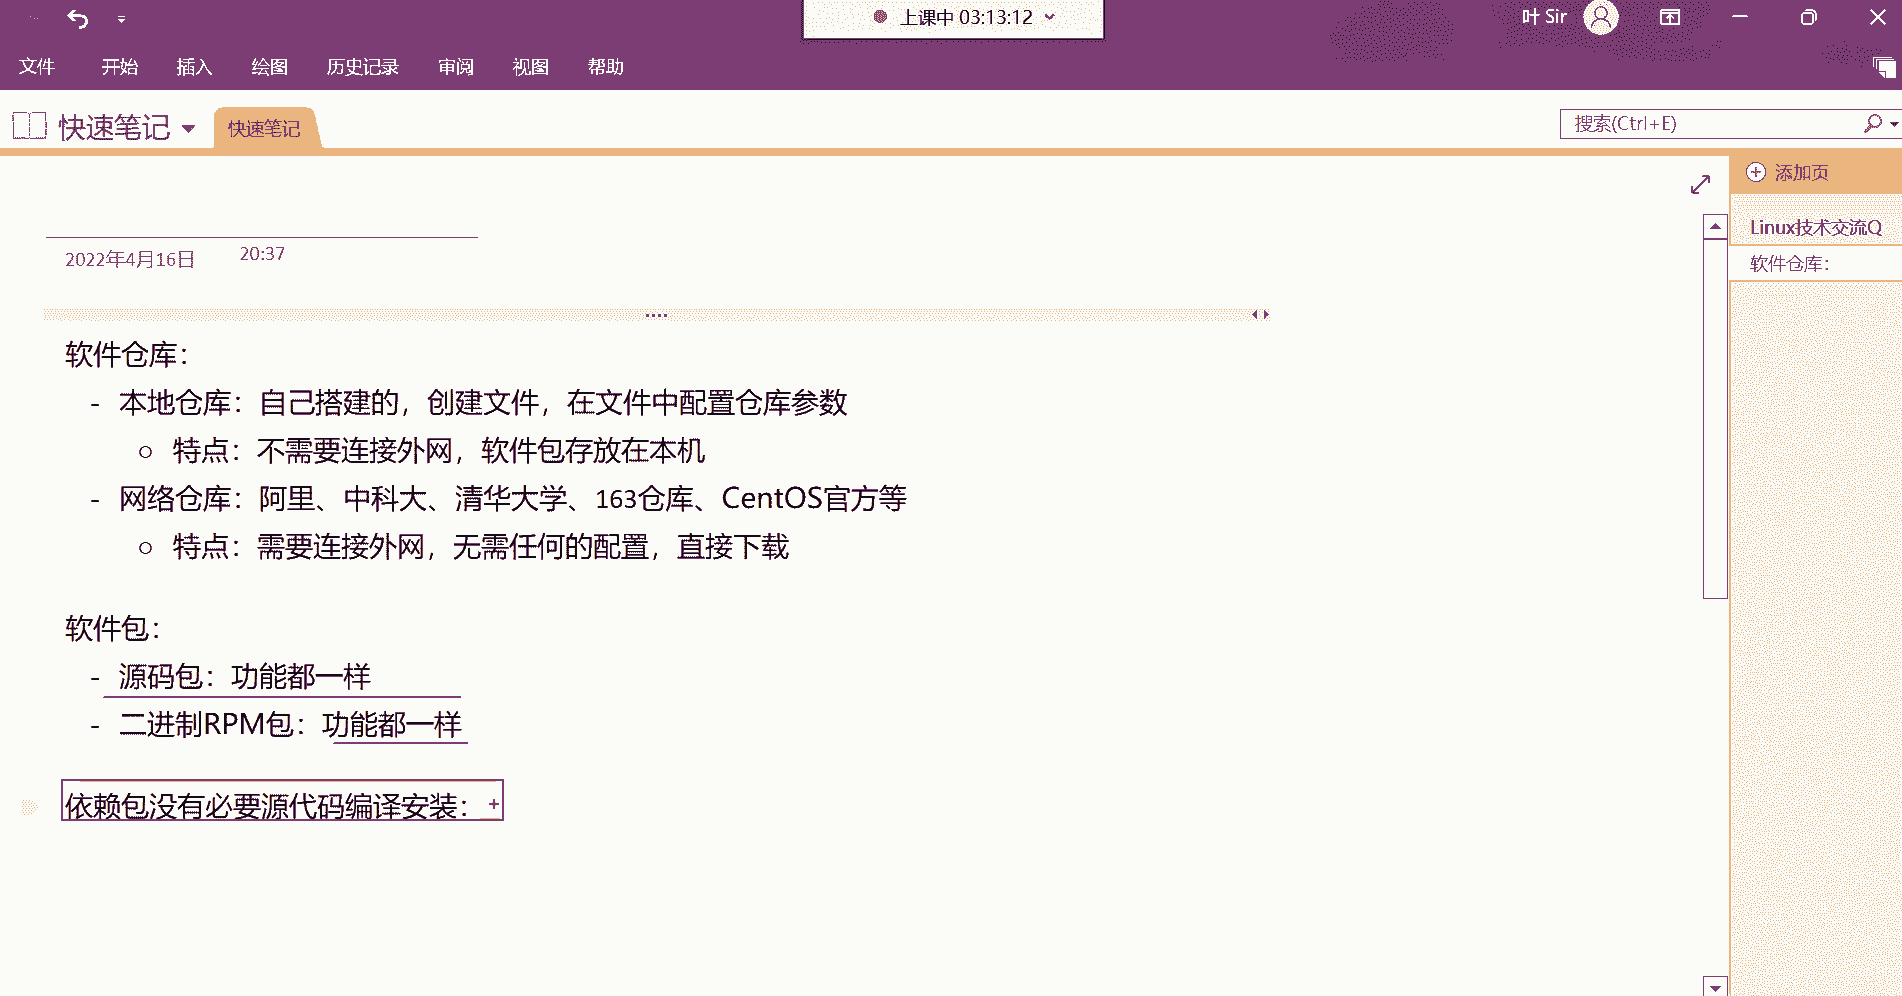 上课中 03:13:12
叶 Sir
文件 开始 插入 绘图 历史记录 审阅 视图 帮助
快速笔记 快速笔记
搜索(Ctrl+E)
添加页
Linux技术交流Q
软件仓库：
2022年4月16日 20:37
软件仓库：
- 本地仓库：自己搭建的，创建文件，在文件中配置仓库参数
○ 特点：不需要连接外网，软件包存放在本机
- 网络仓库：阿里、中科大、清华大学、163仓库、CentOS官方等
○ 特点：需要连接外网，无需任何的配置，直接下载
软件包：
- 源码包：功能都一样
- 二进制RPM包：功能都一样
依赖包没有必要源代码编译安装：